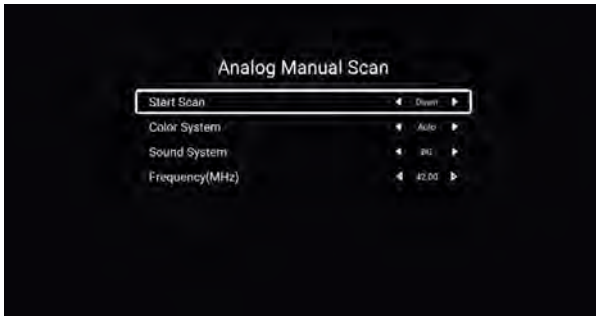 Analog Manual Scan
Start Scan Down
Color System Auto
Sound System BG
Frequency(MHz) 42.00